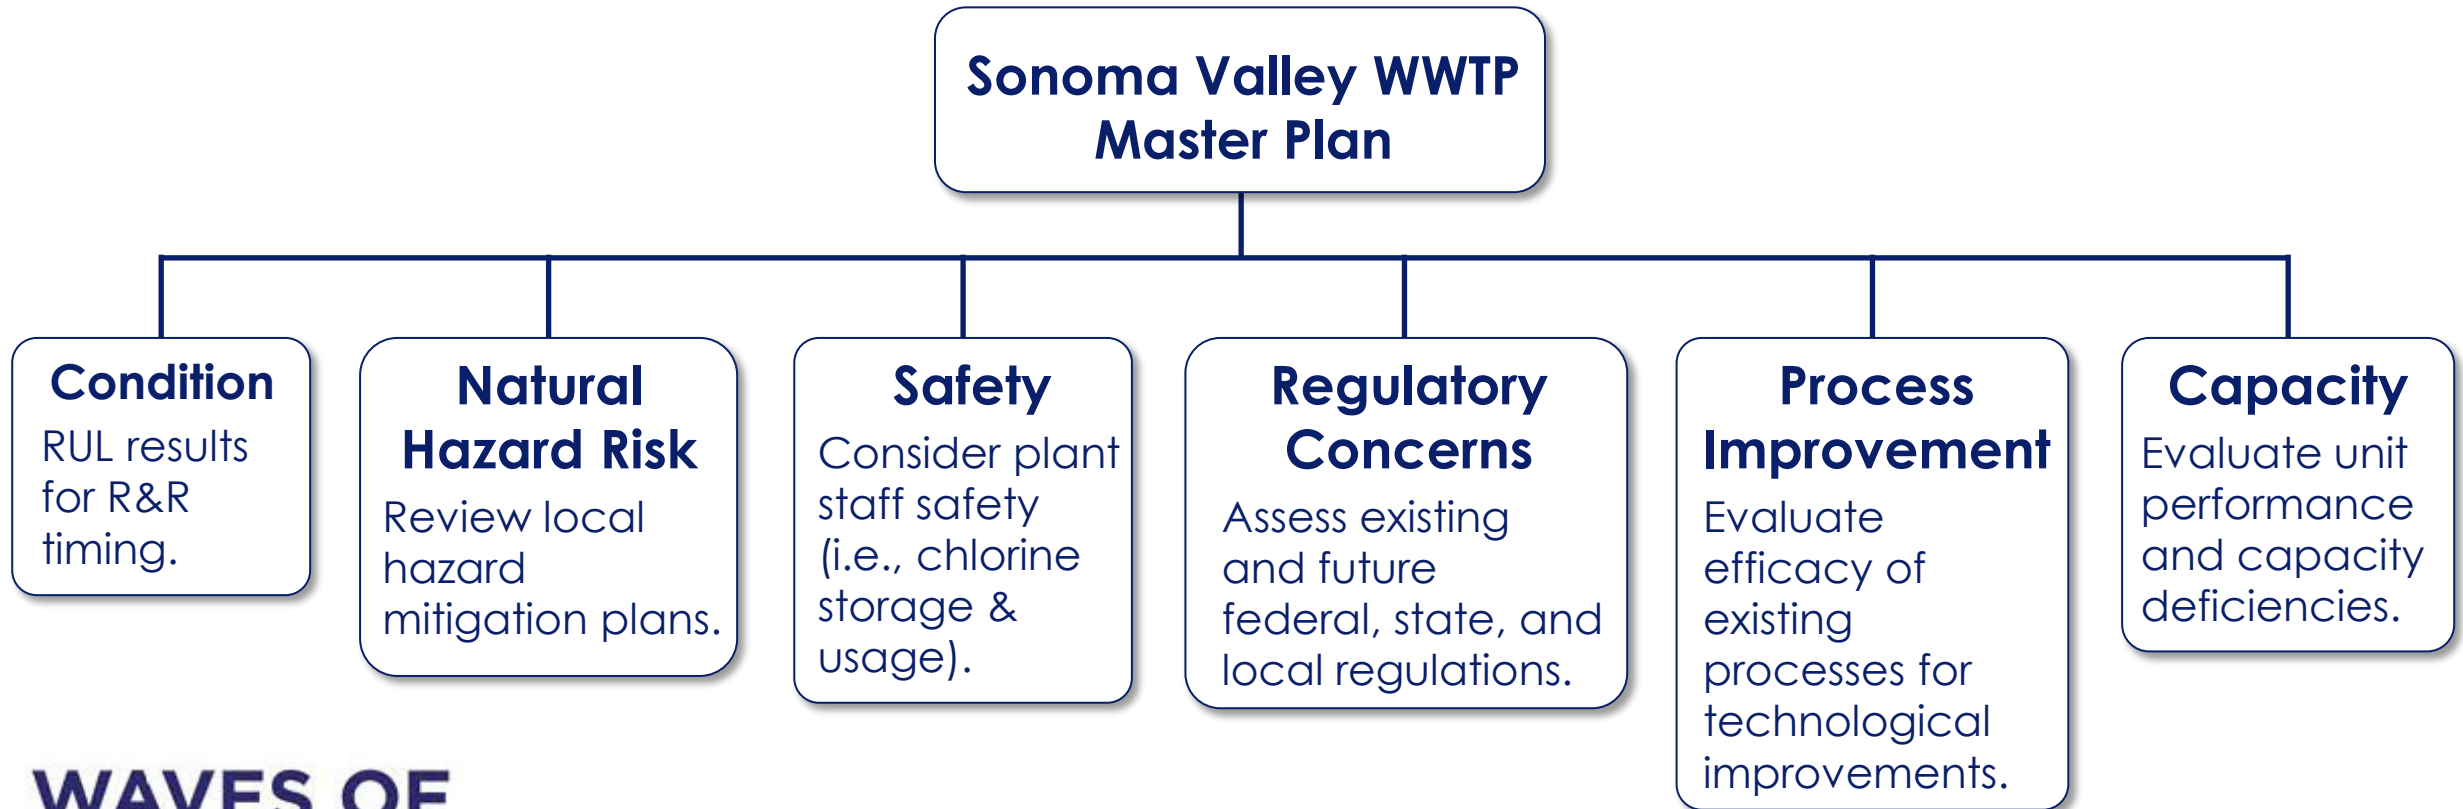 Sonoma Valley WWTP
Master Plan
Condition
RUL results
for R&R
timing.
Natural
Hazard Risk
Review local
hazard
mitigation plans.
Safety
Consider plant
staff safety
(i.e., chlorine
storage &
usage).
Regulatory
Concerns
Assess existing
and future
federal, state, and
local regulations.
Process
Improvement
Evaluate
efficacy of
existing
processes for
technological
improvements.
Capacity
Evaluate unit
performance
and capacity
deficiencies.
WAVES OF